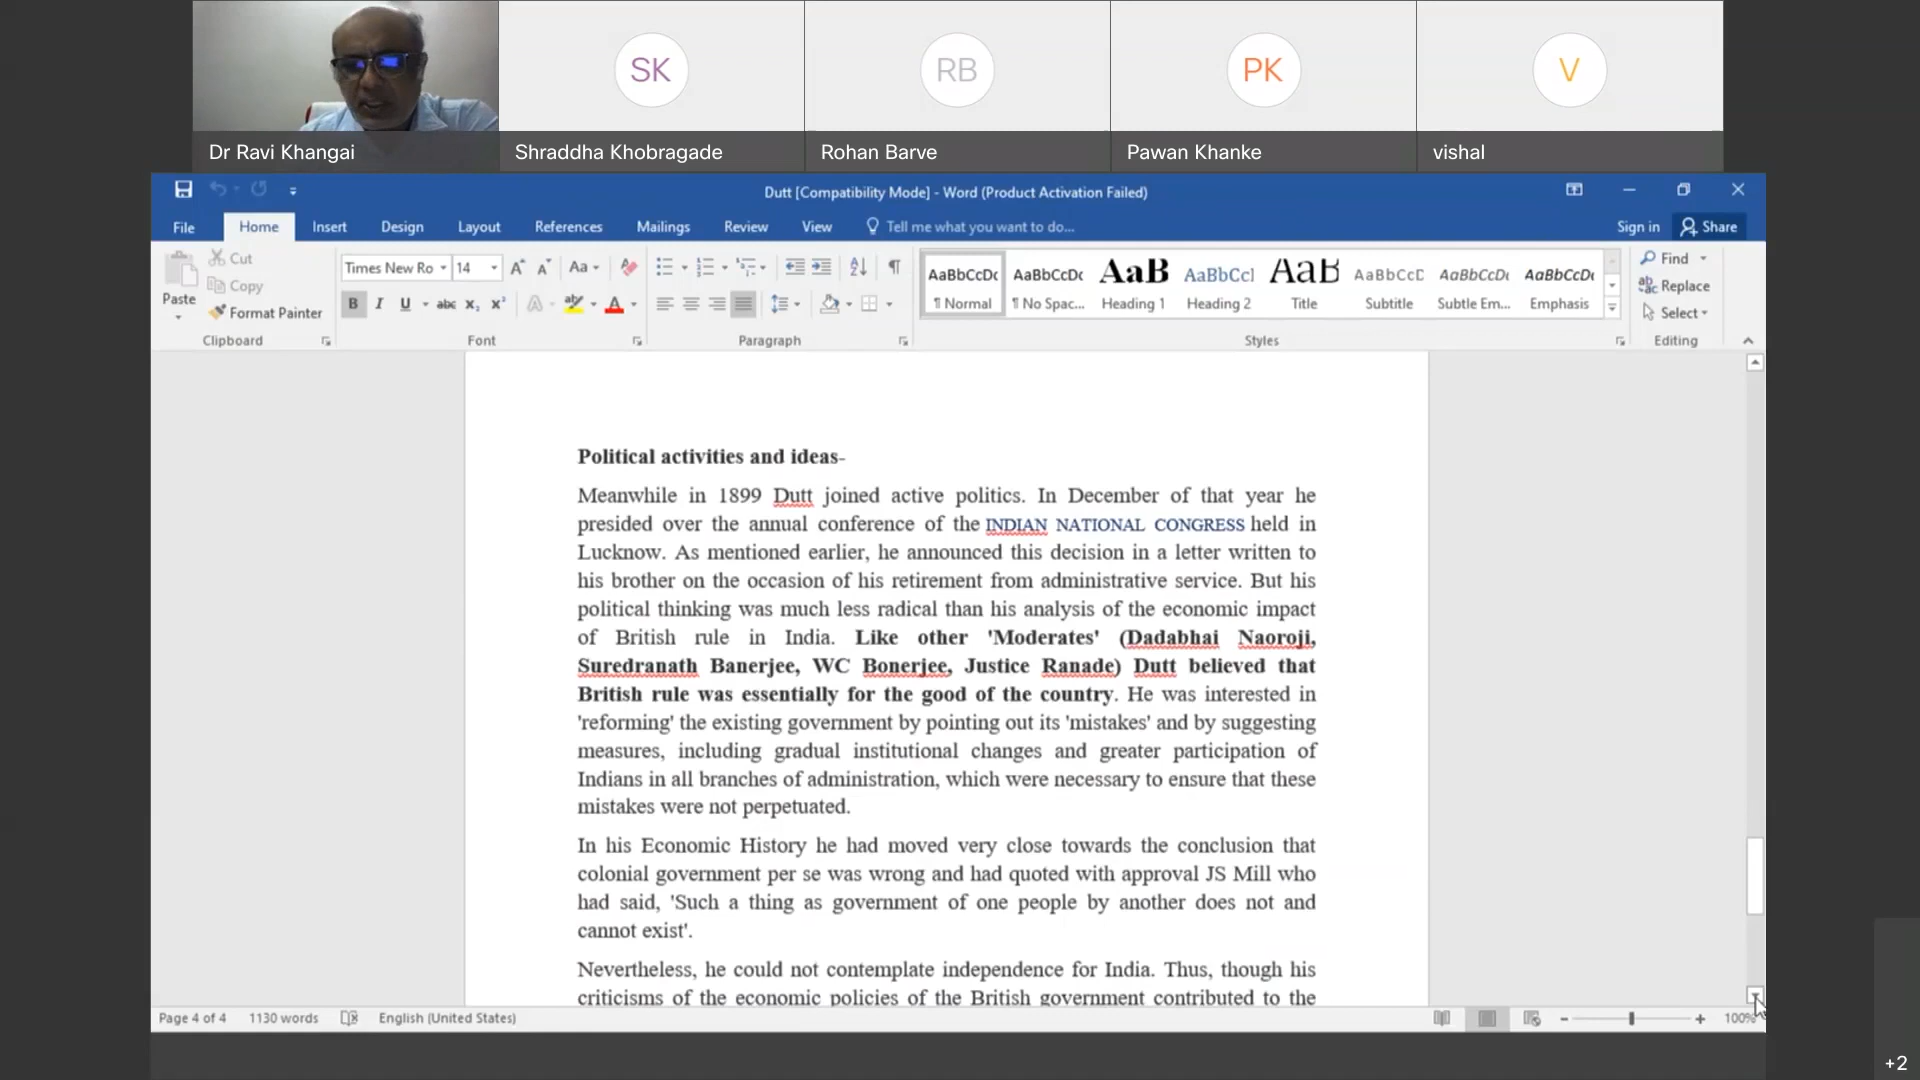 SK
RB
PK
V
Dr Ravi Khangai
Shraddha Khobragade
Rohan Barve
Pawan Khanke
vishal
Dutt [Compatibility Mode] - Word (Product Activation Failed)
File Home Insert Design Layout References Mailings Review View Tell me what you want to do... Sign in Share
Paste
Cut
Copy
Format Painter
Clipboard
Times New Ro 14
Font
Paragraph
AaBbCcDc ¶ Normal
AaBbCcDc ¶ No Spac...
AaB Heading 1
AaBbCcl Heading 2
AaB Title
AaBbCcD Subtitle
AaBbCcDc Subtle Em...
AaBbCcDc Emphasis
Styles
Find
Replace
Select
Editing
Political activities and ideas-
Meanwhile in 1899 Dutt joined active politics. In December of that year he
presided over the annual conference of the INDIAN NATIONAL CONGRESS held in
Lucknow. As mentioned earlier, he announced this decision in a letter written to
his brother on the occasion of his retirement from administrative service. But his
political thinking was much less radical than his analysis of the economic impact
of British rule in India. Like other 'Moderates' (Dadabhai Naoroji,
Suredranath Banerjee, WC Bonerjee, Justice Ranade) Dutt believed that
British rule was essentially for the good of the country. He was interested in
'reforming' the existing government by pointing out its 'mistakes' and by suggesting
measures, including gradual institutional changes and greater participation of
Indians in all branches of administration, which were necessary to ensure that these
mistakes were not perpetuated.
In his Economic History he had moved very close towards the conclusion that
colonial government per se was wrong and had quoted with approval JS Mill who
had said, 'Such a thing as government of one people by another does not and
cannot exist'.
Nevertheless, he could not contemplate independence for India. Thus, though his
criticisms of the economic policies of the British government contributed to the
Page 4 of 4 1130 words English (United States) 100%
+2